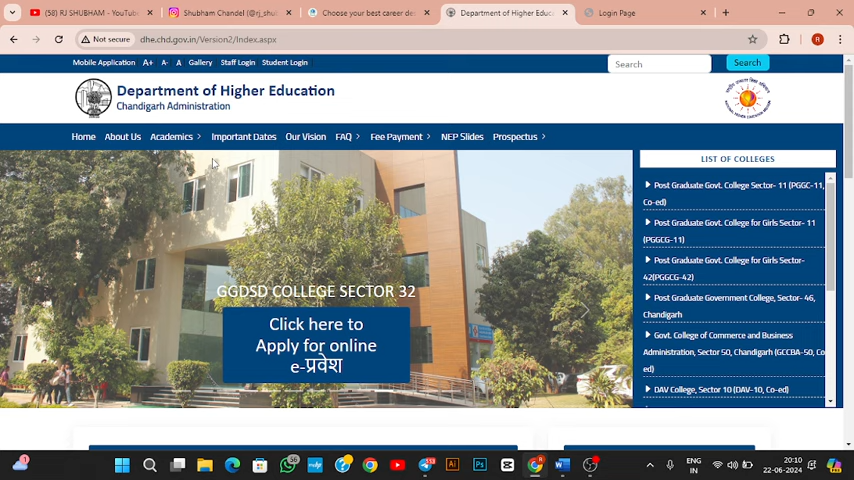 (58) RJ SHUBHAM - YouTub
Shubham Chandel (@rj_shu
Choose your best career des
Department of Higher Educa
Login Page
Not secure
dhe.chd.gov.in/Version2/Index.aspx
Mobile Application A+ A- A Gallery Staff Login Student Login
Search
Search
Department of Higher Education
Chandigarh Administration
Home About Us Academics Important Dates Our Vision FAQ Fee Payment NEP Slides Prospectus
GGDSD COLLEGE SECTOR 32
Click here to
Apply for online
e-प्रवेश
LIST OF COLLEGES
Post Graduate Govt. College Sector- 11 (PGGC-11,
Co-ed)
Post Graduate Govt. College for Girls Sector- 11
(PGGCG-11)
Post Graduate Govt. College for Girls Sector-
42(PGGCG-42)
Post Graduate Government College, Sector- 46,
Chandigarh
Govt. College of Commerce and Business
Administration, Sector 50, Chandigarh (GCCBA-50, Co
ed)
DAV College, Sector 10 (DAV-10, Co-ed)
ENG
IN
20:10
22-06-2024